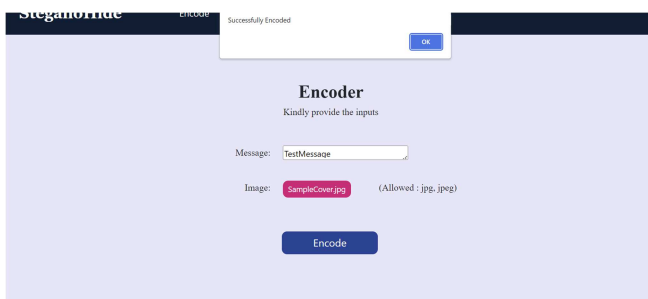 SteganoHide Encode
Successfully Encoded
OK
Encoder
Kindly provide the inputs
Message: TestMessage
Image: SampleCover.jpg (Allowed : jpg, jpeg)
Encode